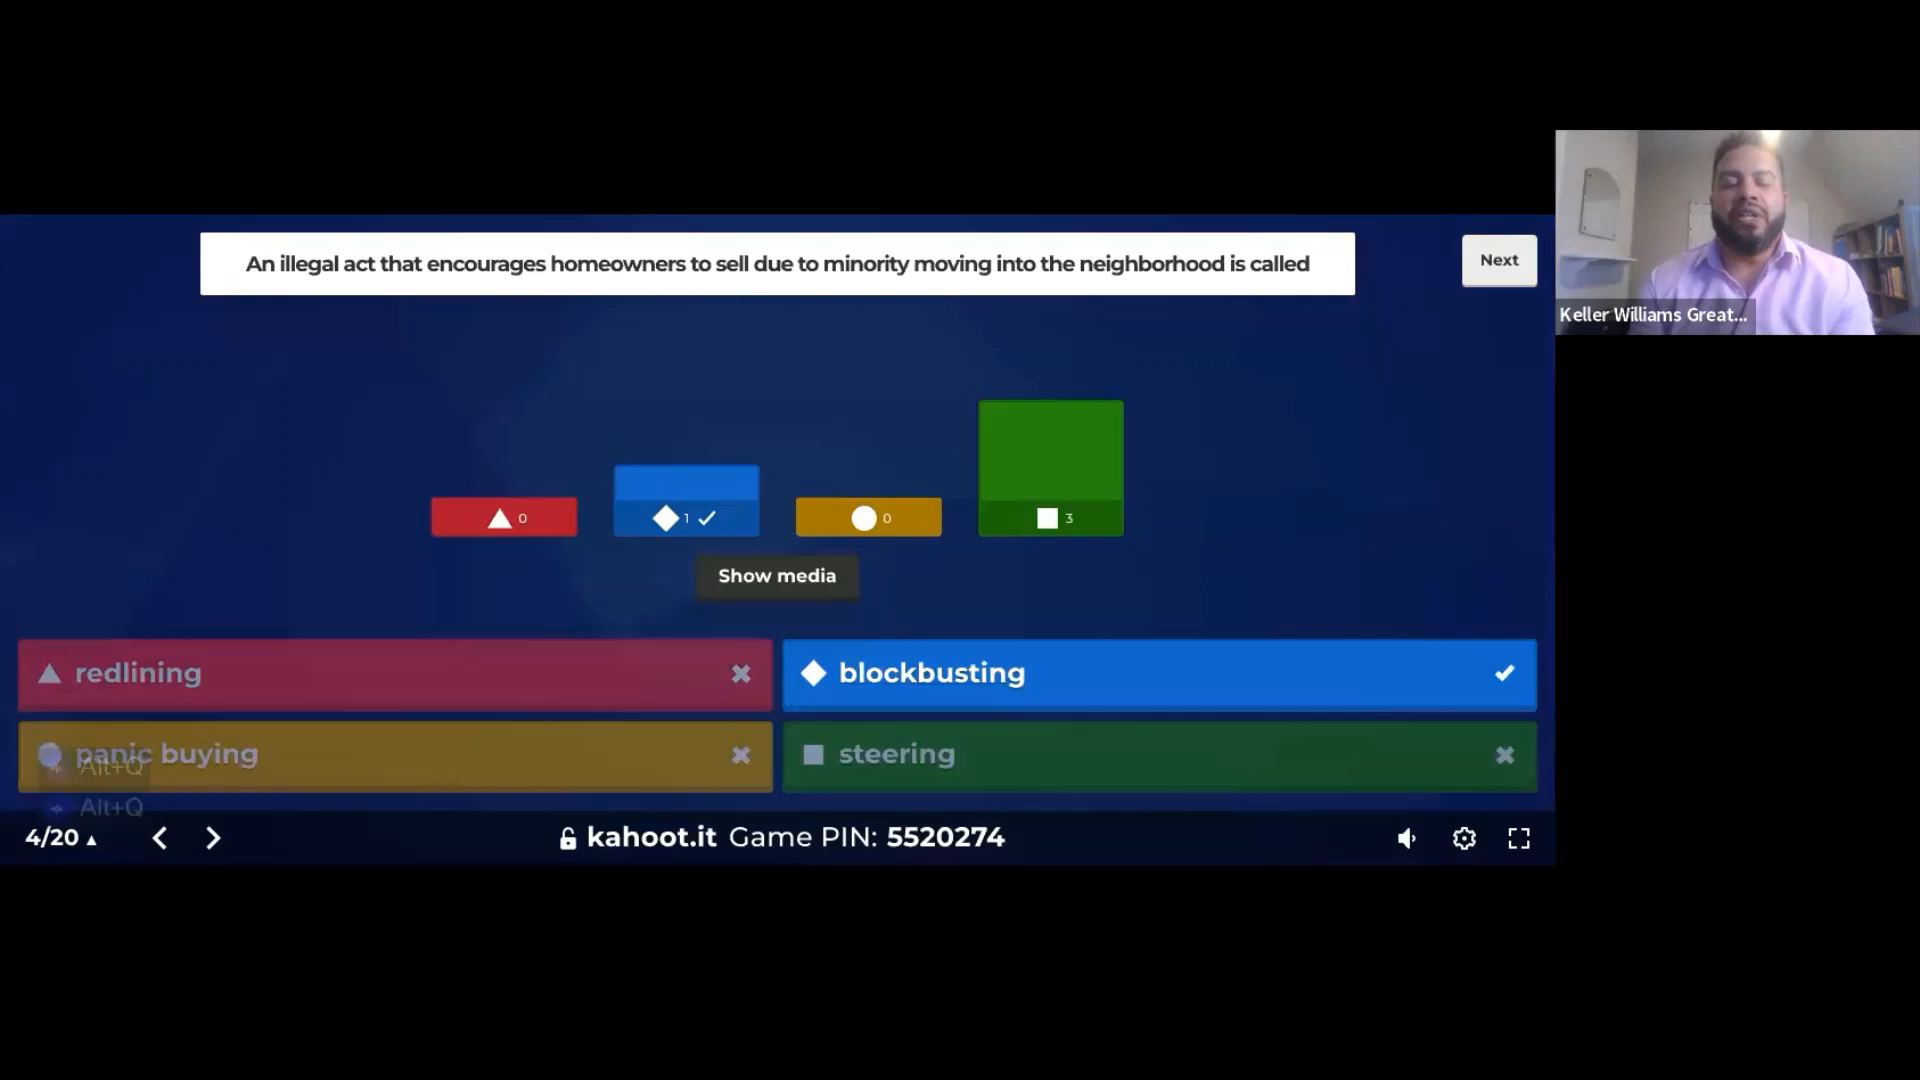 An illegal act that encourages homeowners to sell due to minority moving into the neighborhood is called
Next
Keller Williams Great...
0
1
0
3
Show media
redlining
blockbusting
panic buying
steering
Alt+Q
Alt+Q
4/20
kahoot.it Game PIN: 5520274